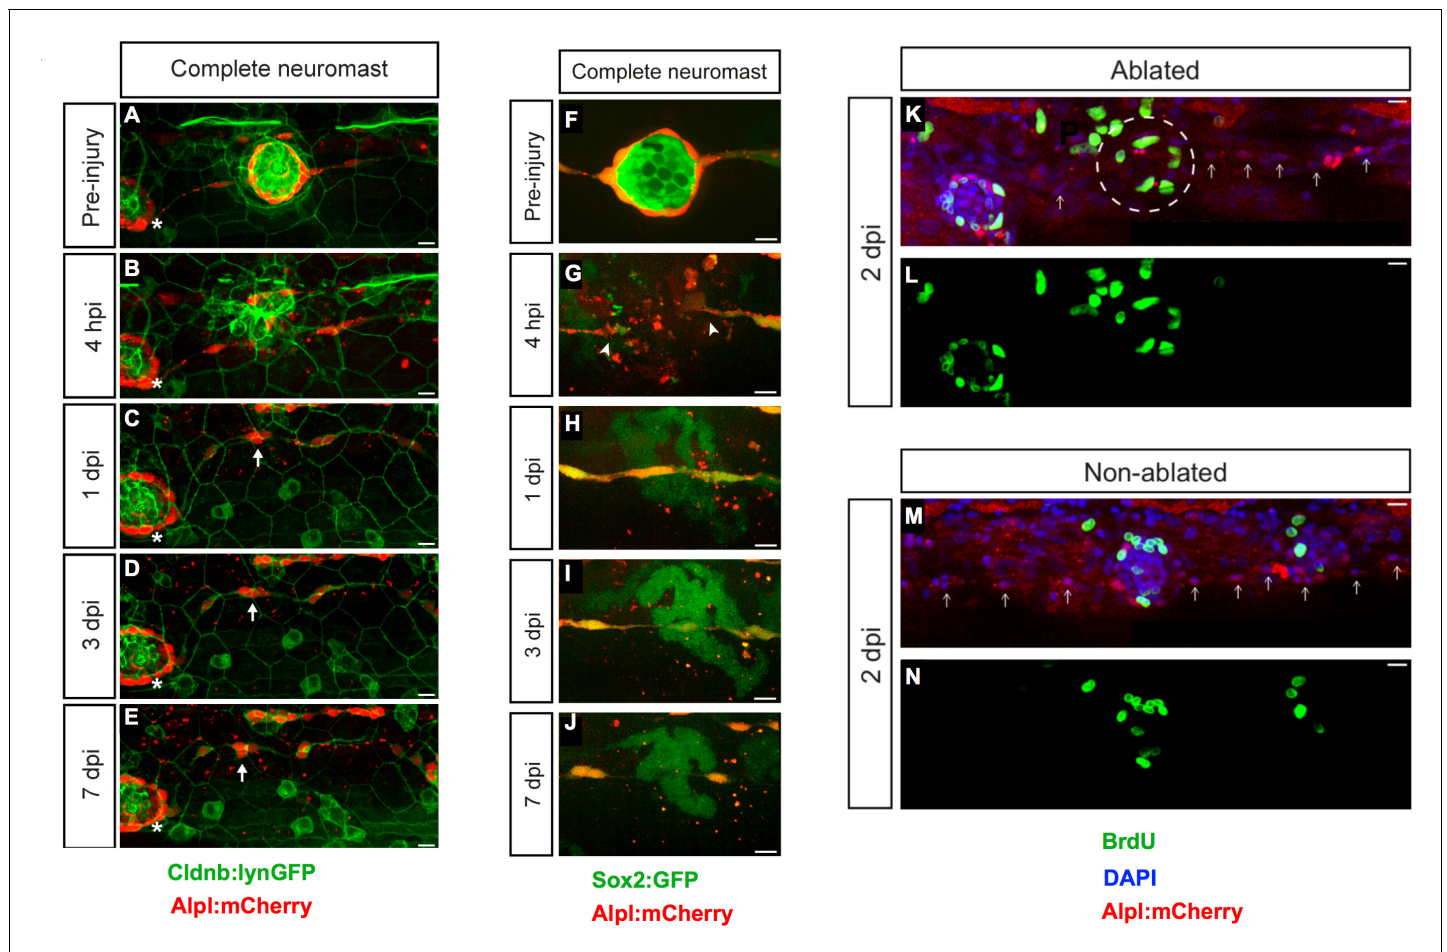 Complete neuromast
Pre-injury
A
*
4 hpi
B
*
1 dpi
C
*
3 dpi
D
*
7 dpi
E
*
Cldnb:lynGFP
Alpl:mCherry
Complete neuromast
Pre-injury
F
4 hpi
G
1 dpi
H
3 dpi
I
7 dpi
J
Sox2:GFP
Alpl:mCherry
Ablated
2 dpi
K
P
L
Non-ablated
2 dpi
M
N
BrdU
DAPI
Alpl:mCherry